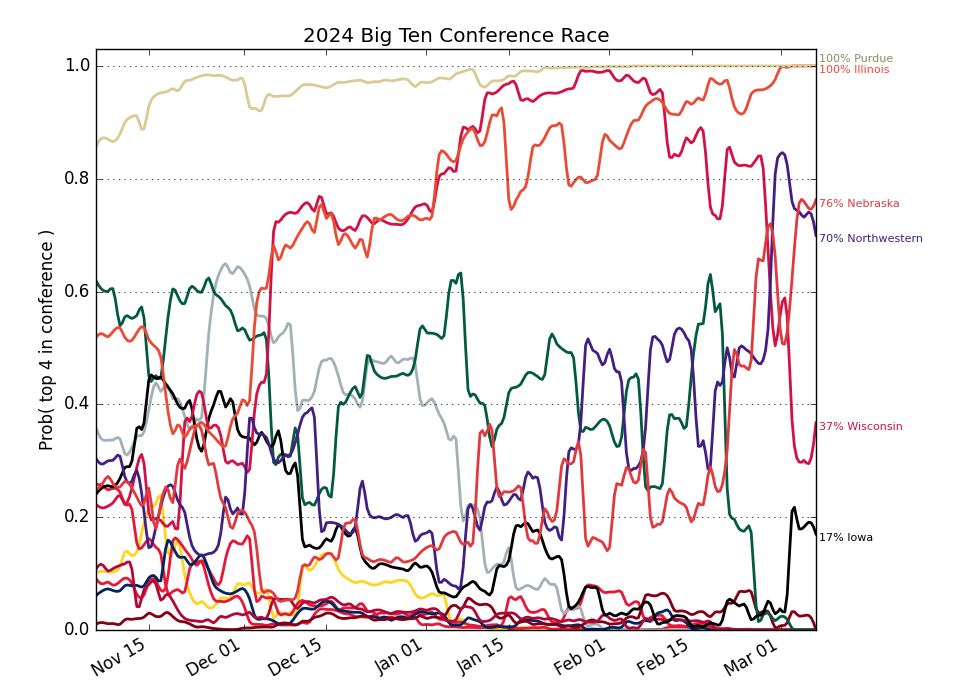 2024 Big Ten Conference Race
Prob( top 4 in conference )
1.0
0.8
0.6
0.4
0.2
0.0
Nov 15
Dec 01
Dec 15
Jan 01
Jan 15
Feb 01
Feb 15
Mar 01
100% Purdue
100% Illinois
76% Nebraska
70% Northwestern
37% Wisconsin
17% Iowa